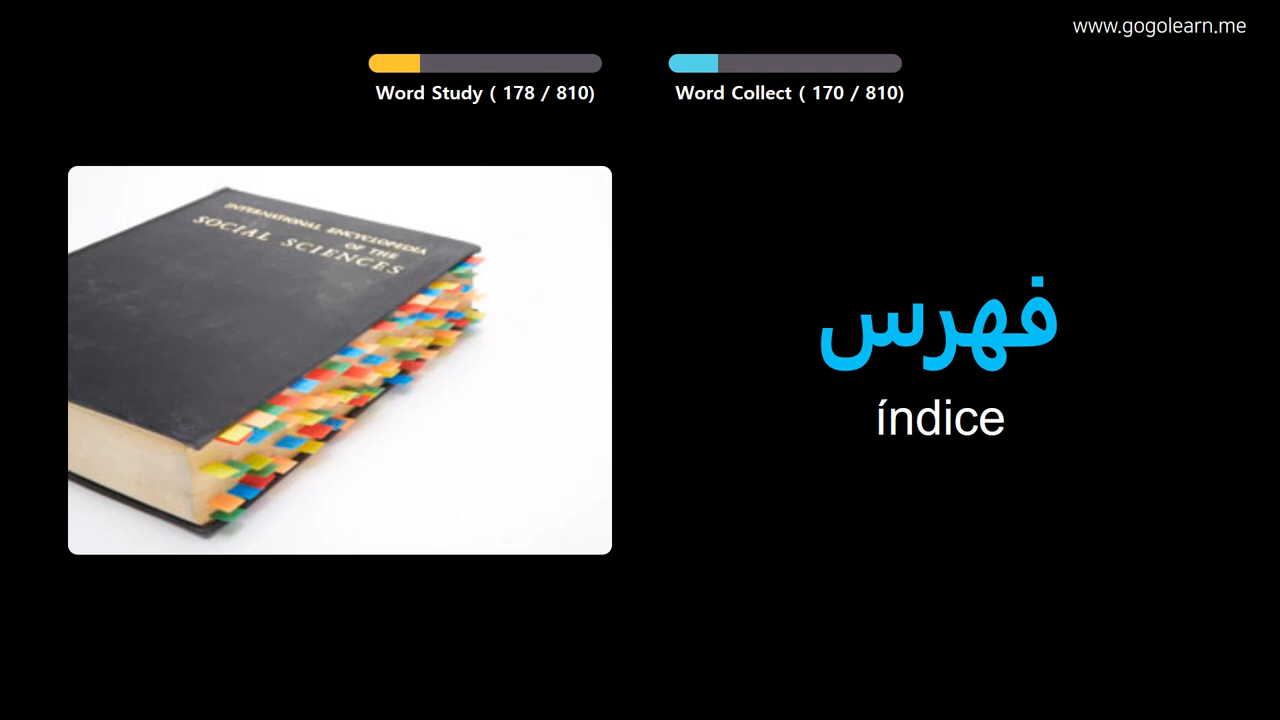 www.gogolearn.me
Word Study ( 178 / 810)
Word Collect ( 170 / 810)
INTERNATIONAL ENCYCLOPEDIA
OF THE
SOCIAL SCIENCES
فهرس
índice